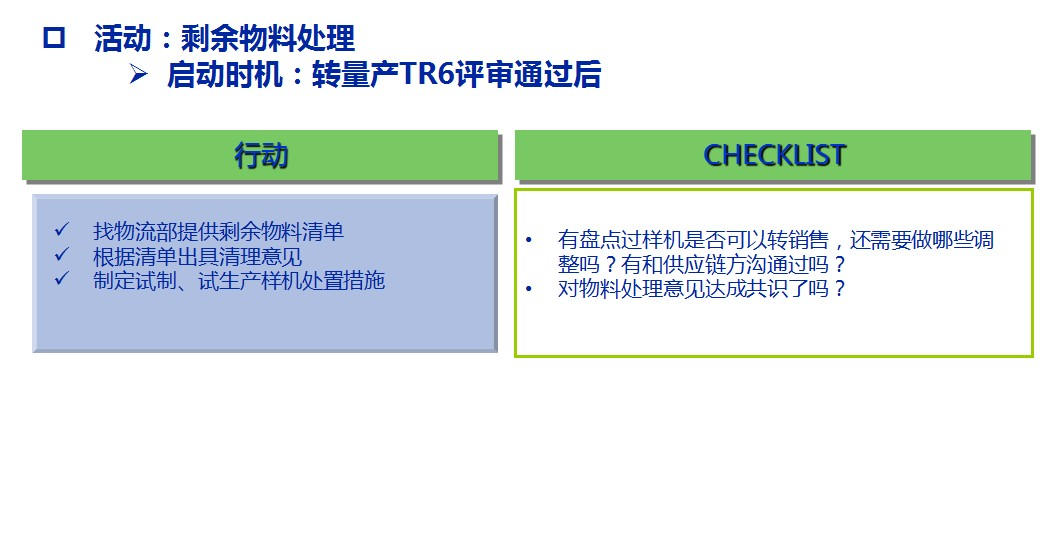 活动：剩余物料处理
启动时机：转量产TR6评审通过后
行动
找物流部提供剩余物料清单
根据清单出具清理意见
制定试制、试生产样机处置措施
CHECKLIST
有盘点过样机是否可以转销售，还需要做哪些调
整吗？有和供应链方沟通过吗？
对物料处理意见达成共识了吗？